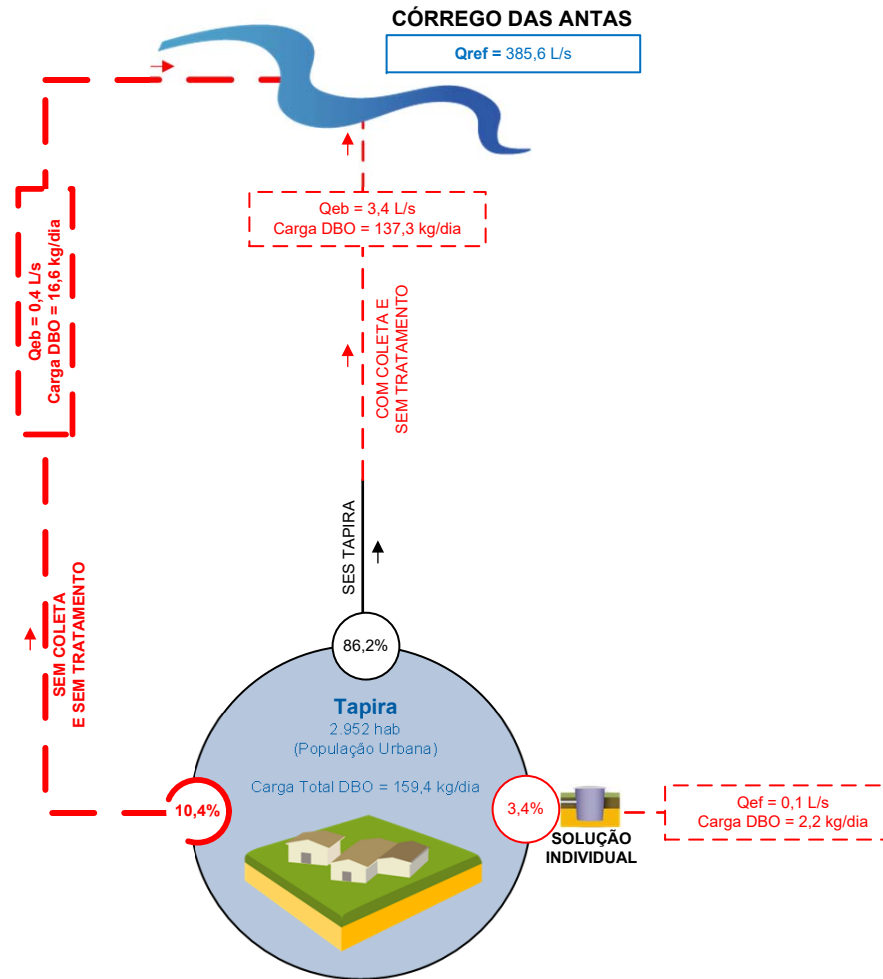 CÓRREGO DAS ANTAS
Qref = 385,6 L/s
Qeb = 3,4 L/s
Carga DBO = 137,3 kg/dia
Qeb = 0,4 L/s
Carga DBO = 16,6 kg/dia
COM COLETA E
SEM TRATAMENTO
SES TAPIRA
SEM COLETA
E SEM TRATAMENTO
86,2%
Tapira
2.952 hab
(População Urbana)
Carga Total DBO = 159,4 kg/dia
10,4%
3,4%
SOLUÇÃO
INDIVIDUAL
Qef = 0,1 L/s
Carga DBO = 2,2 kg/dia